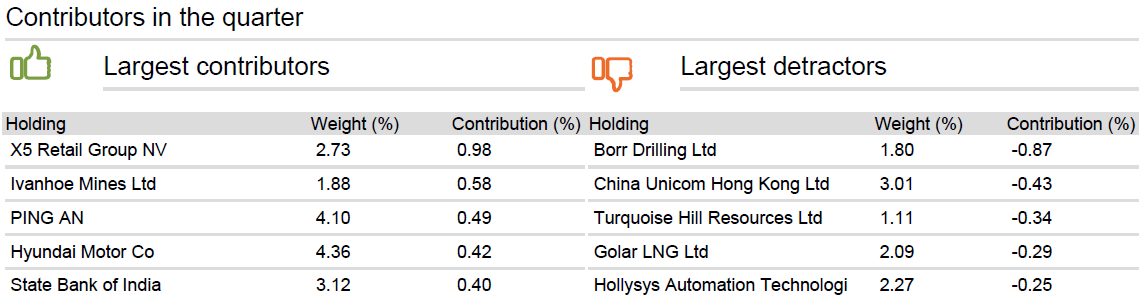 Contributors in the quarter
Largest contributors
Largest detractors
Holding Weight (%) Contribution (%) Holding Weight (%) Contribution (%)
X5 Retail Group NV 2.73 0.98 Borr Drilling Ltd 1.80 -0.87
Ivanhoe Mines Ltd 1.88 0.58 China Unicom Hong Kong Ltd 3.01 -0.43
PING AN 4.10 0.49 Turquoise Hill Resources Ltd 1.11 -0.34
Hyundai Motor Co 4.36 0.42 Golar LNG Ltd 2.09 -0.29
State Bank of India 3.12 0.40 Hollysys Automation Technologi 2.27 -0.25